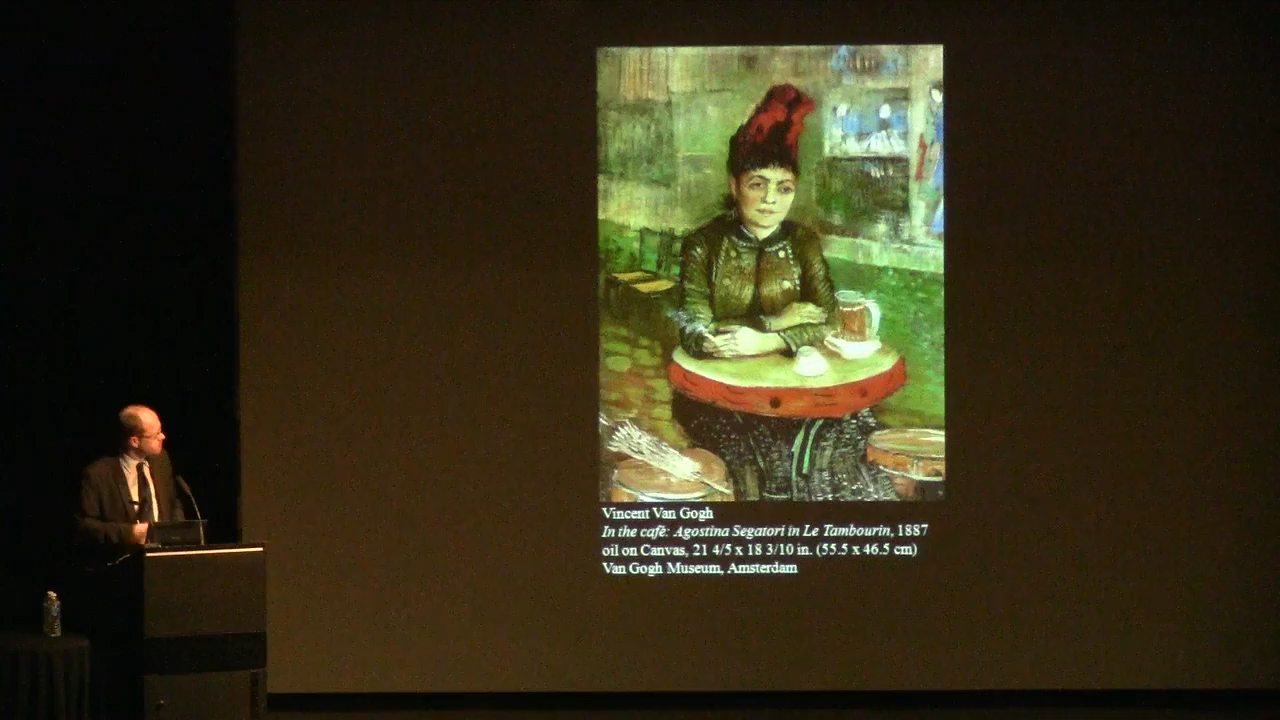 Vincent Van Gogh
In the cafè: Agostina Segatori in Le Tambourin, 1887
oil on Canvas, 21 4/5 x 18 3/10 in. (55.5 x 46.5 cm)
Van Gogh Museum, Amsterdam